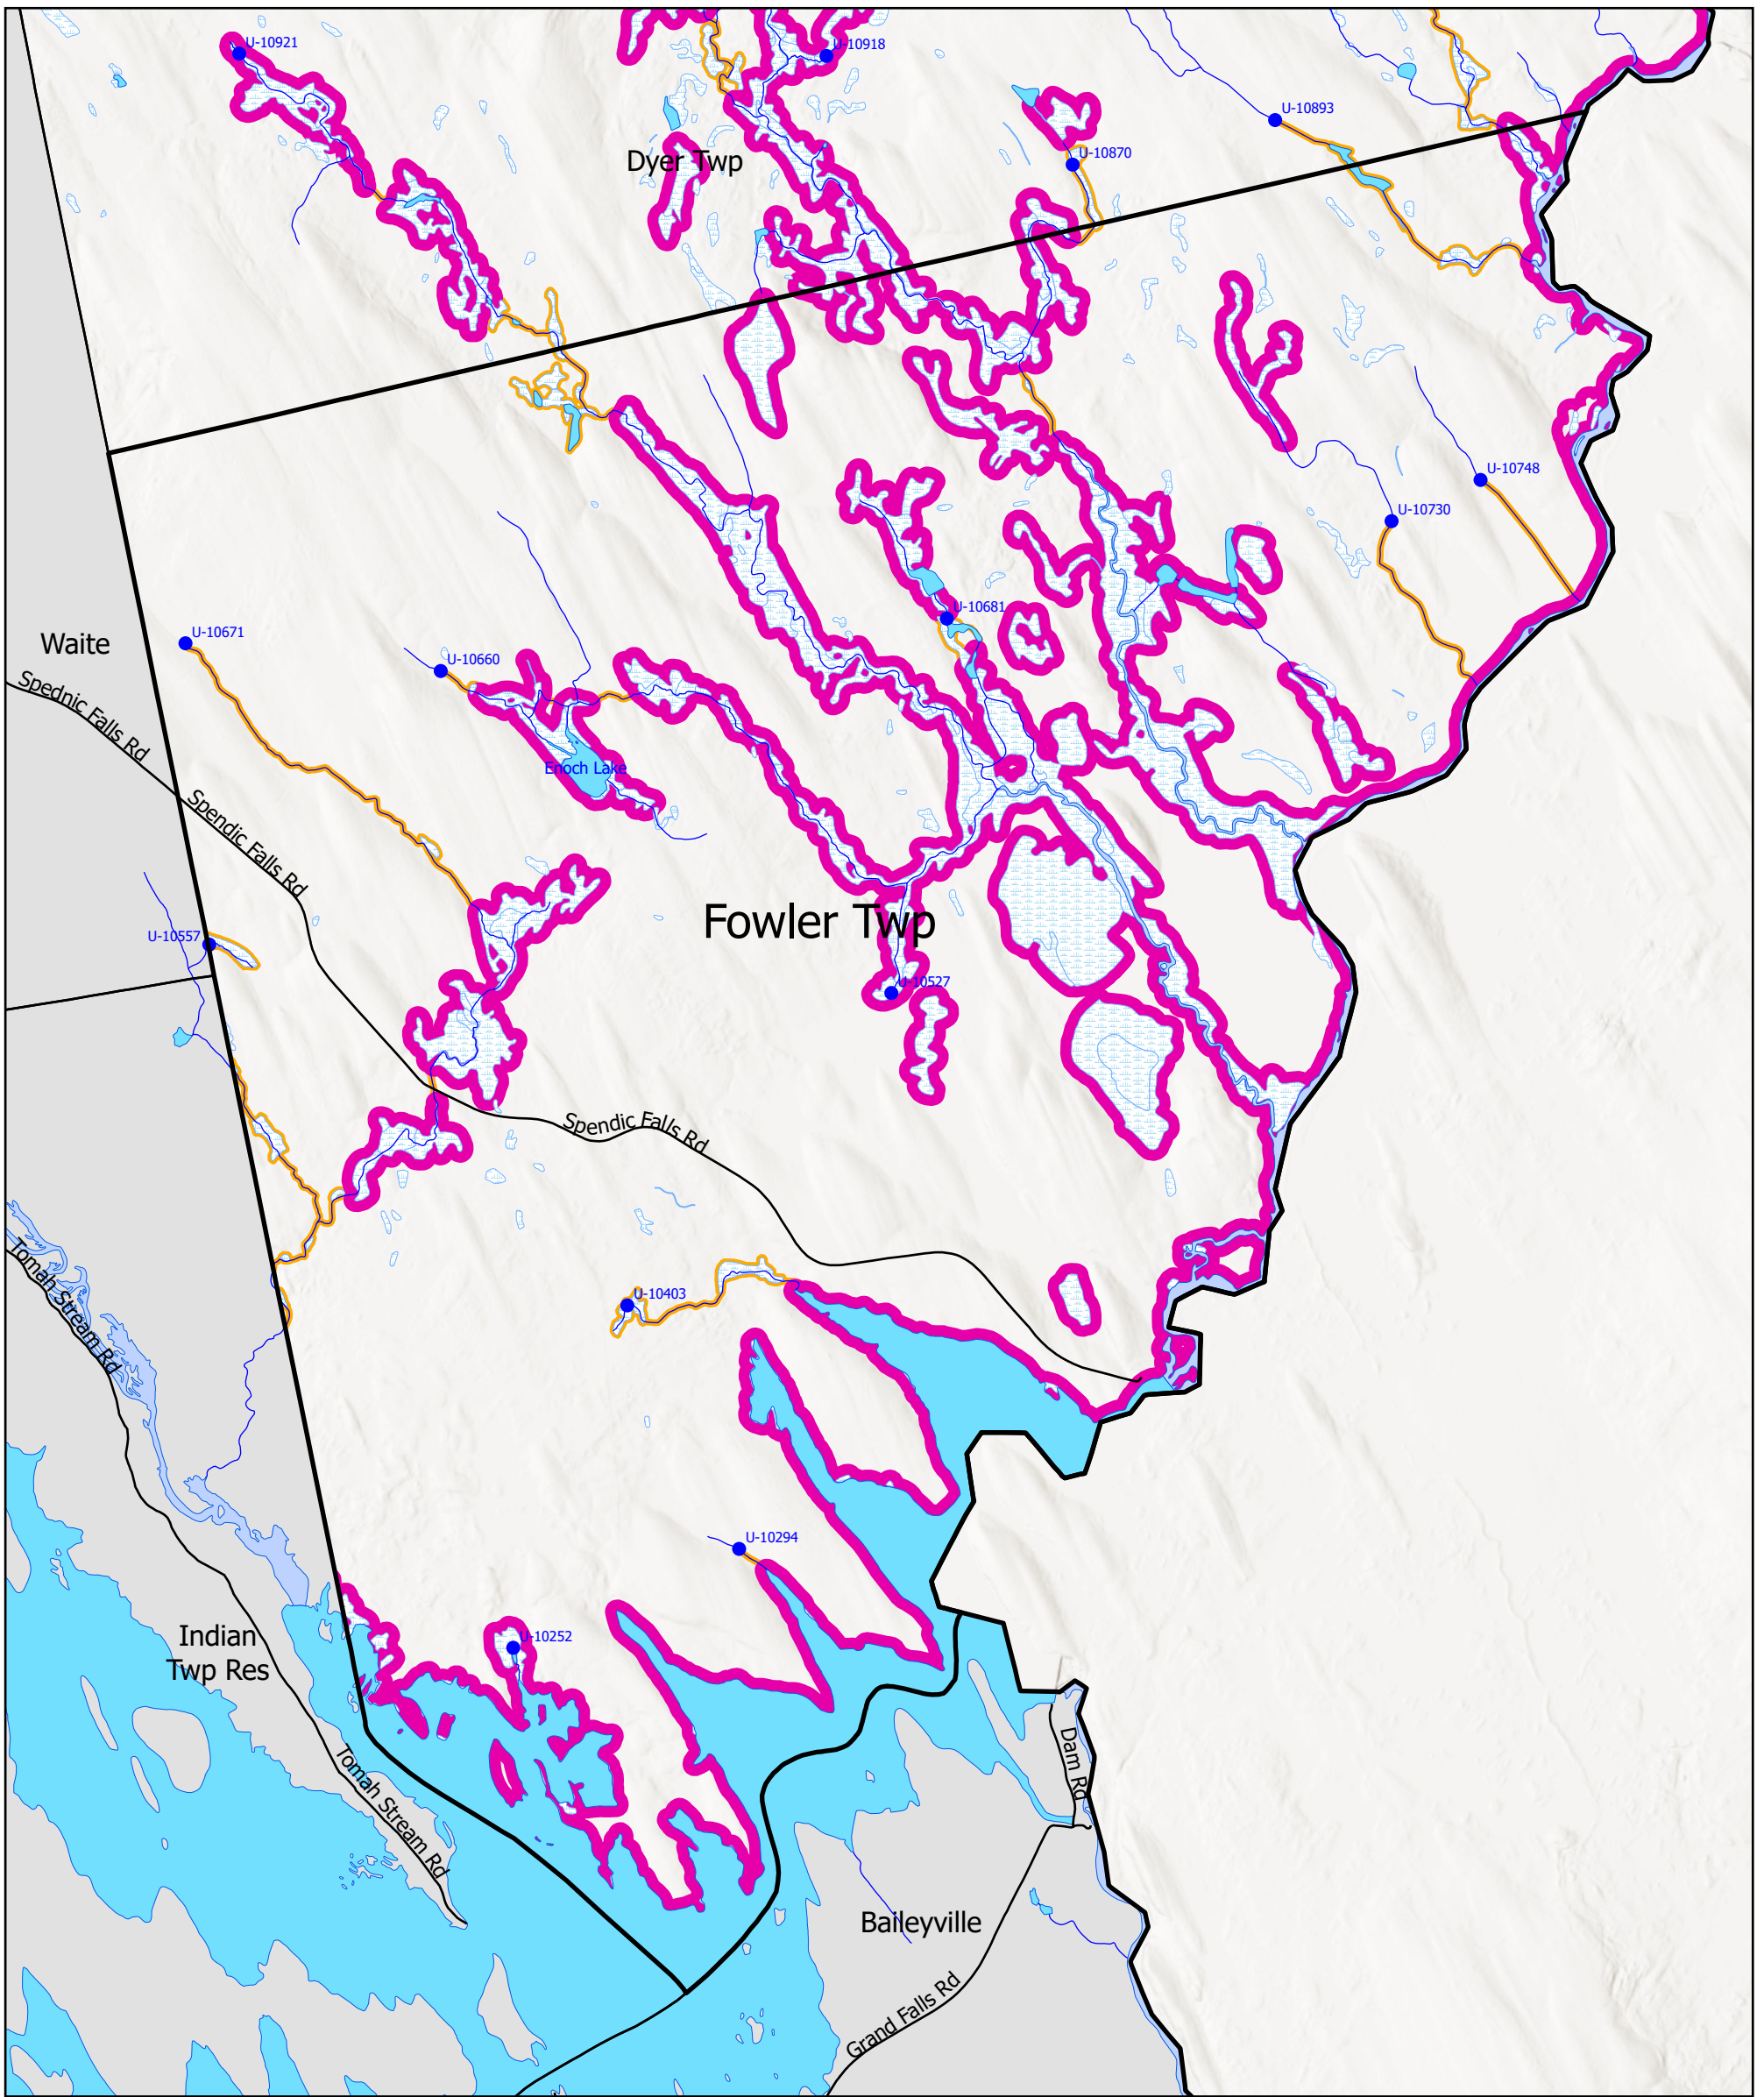 U-10921
U-10918
U-10893
Dyer Twp
U-10870
U-10748
U-10730
U-10681
U-10671
Waite
U-10660
Spednic Falls Rd
Enoch Lake
Spendic Falls Rd
Fowler Twp
U-10557
U-10527
Spendic Falls Rd
Tomah Stream Rd
U-10403
U-10294
Indian
Twp Res
U-10252
Tomah Stream Rd
Dam Rd
Baileyville
Grand Falls Rd